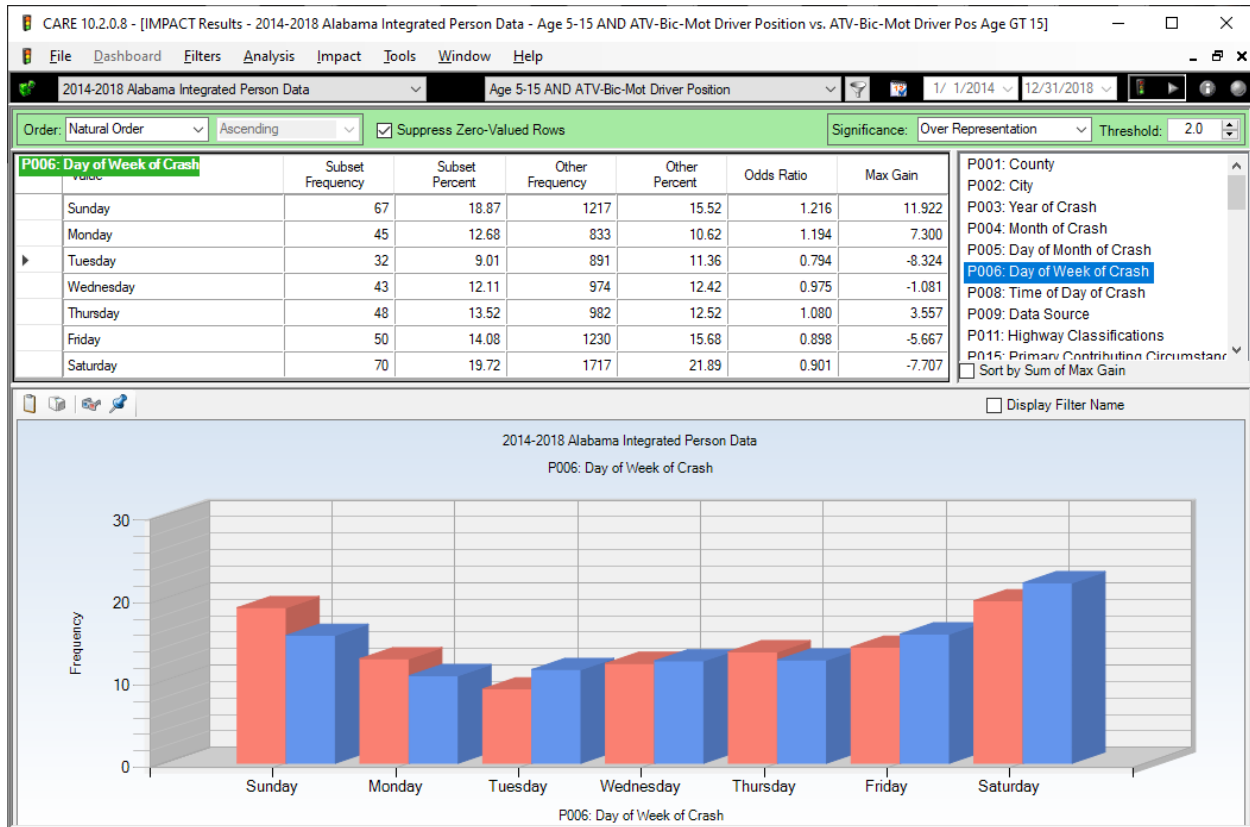 CARE 10.2.0.8 - [IMPACT Results - 2014-2018 Alabama Integrated Person Data - Age 5-15 AND ATV-Bic-Mot Driver Position vs. ATV-Bic-Mot Driver Pos Age GT 15]
File Dashboard Filters Analysis Impact Tools Window Help
2014-2018 Alabama Integrated Person Data Age 5-15 AND ATV-Bic-Mot Driver Position 1/ 1/2014 12/31/2018
Order: Natural Order Ascending Suppress Zero-Valued Rows Significance: Over Representation Threshold: 2.0
P006: Day of Week of Crash
Value Subset Frequency Subset Percent Other Frequency Other Percent Odds Ratio Max Gain
Sunday 67 18.87 1217 15.52 1.216 11.922
Monday 45 12.68 833 10.62 1.194 7.300
Tuesday 32 9.01 891 11.36 0.794 -8.324
Wednesday 43 12.11 974 12.42 0.975 -1.081
Thursday 48 13.52 982 12.52 1.080 3.557
Friday 50 14.08 1230 15.68 0.898 -5.667
Saturday 70 19.72 1717 21.89 0.901 -7.707
P001: County
P002: City
P003: Year of Crash
P004: Month of Crash
P005: Day of Month of Crash
P006: Day of Week of Crash
P008: Time of Day of Crash
P009: Data Source
P011: Highway Classifications
P015: Primary Contributing Circumstanc
Sort by Sum of Max Gain
Display Filter Name
2014-2018 Alabama Integrated Person Data
P006: Day of Week of Crash
30
20
10
0
Frequency
Sunday Monday Tuesday Wednesday Thursday Friday Saturday
P006: Day of Week of Crash